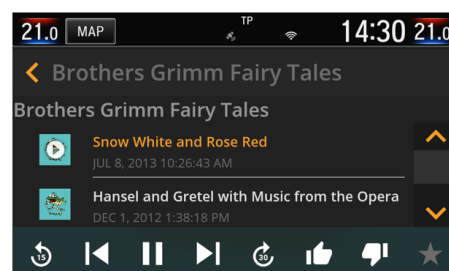 21.0 MAP TP 14:30 21.0
Brothers Grimm Fairy Tales
Brothers Grimm Fairy Tales
Snow White and Rose Red
JUL 8, 2013 10:26:43 AM
Hansel and Gretel with Music from the Opera
DEC 1, 2012 1:38:18 PM
15 30